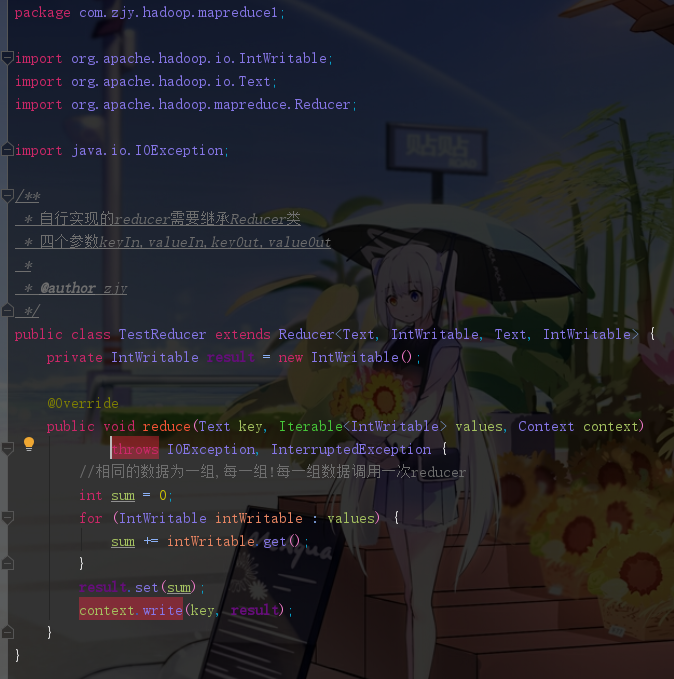 package com.zjy.hadoop.mapreduce1;
import org.apache.hadoop.io.IntWritable;
import org.apache.hadoop.io.Text;
import org.apache.hadoop.mapreduce.Reducer;
import java.io.IOException;
/**
 * 自行实现的reducer需要继承Reducer类
 * 四个参数keyIn,valueIn,keyOut,valueOut
 *
 * @author zjy
 */
public class TestReducer extends Reducer<Text, IntWritable, Text, IntWritable> {
    private IntWritable result = new IntWritable();
    @Override
    public void reduce(Text key, Iterable<IntWritable> values, Context context)
            throws IOException, InterruptedException {
        //相同的数据为一组,每一组!每一组数据调用一次reducer
        int sum = 0;
        for (IntWritable intWritable : values) {
            sum += intWritable.get();
        }
        result.set(sum);
        context.write(key, result);
    }
}
贴贴